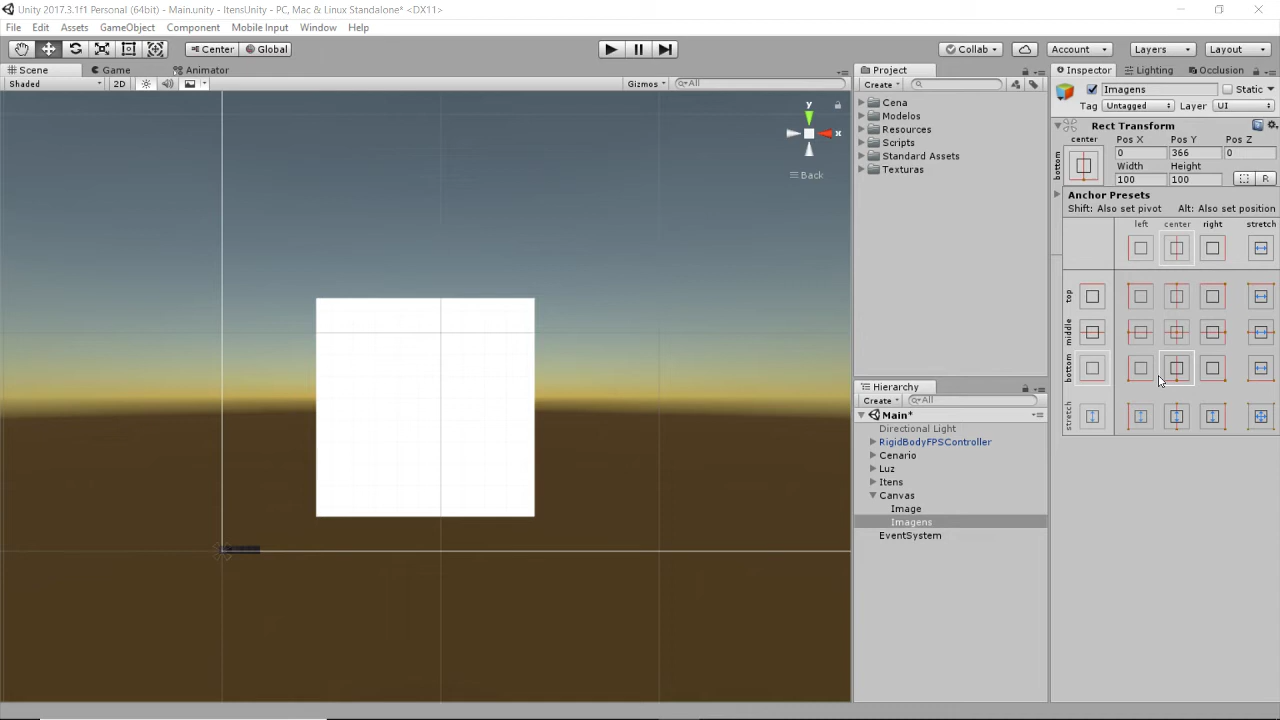 Unity 2017.3.1f1 Personal (64bit) - Main.unity - ItensUnity - PC, Mac & Linux Standalone* <DX11>
File Edit Assets GameObject Component Mobile Input Window Help
Center Global Collab Account Layers Layout
Scene Game Animator
Shaded 2D Gizmos All
y
x
Back
Project
Create
Cena
Modelos
Resources
Scripts
Standard Assets
Texturas
Hierarchy
Create All
Main*
Directional Light
RigidBodyFPSController
Cenario
Luz
Itens
Canvas
Image
Imagens
EventSystem
Inspector Lighting Occlusion
Imagens Static
Tag Untagged Layer UI
Rect Transform
center Pos X Pos Y Pos Z
bottom 0 366 0
Width Height
100 100 R
Anchor Presets
Shift: Also set pivot Alt: Also set position
left center right stretch
top
middle
bottom
stretch